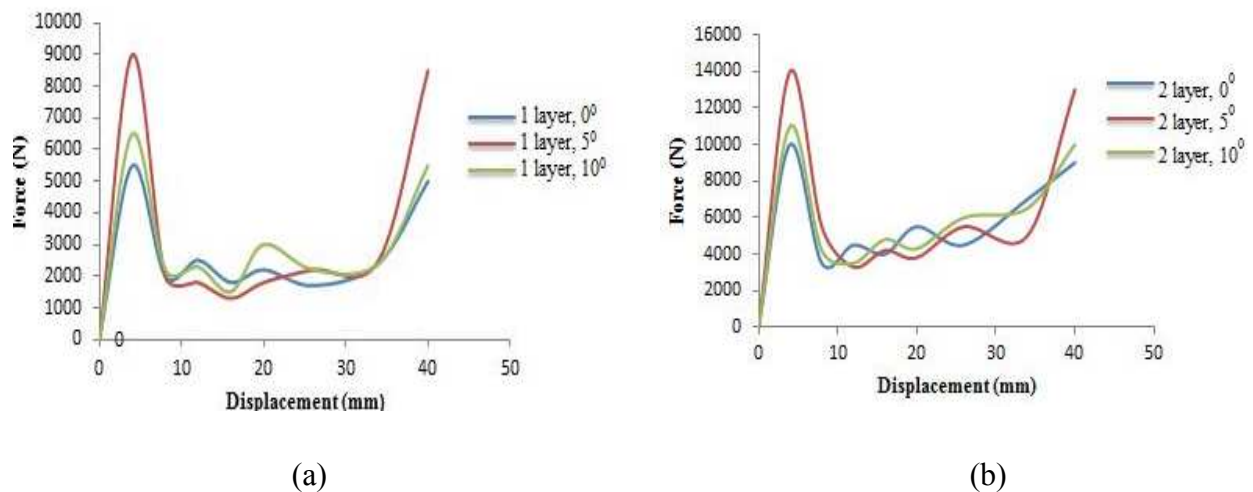 10000
9000
8000
7000
6000
5000
4000
3000
2000
1000
0
0
0 10 20 30 40 50
Force (N)
Displacement (mm)
1 layer, 0⁰
1 layer, 5⁰
1 layer, 10⁰
(a)
16000
14000
12000
10000
8000
6000
4000
2000
0
0 10 20 30 40 50
Force (N)
Displacement (mm)
2 layer, 0⁰
2 layer, 5⁰
2 layer, 10⁰
(b)